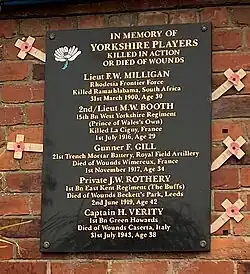 IN MEMORY OF
YORKSHIRE PLAYERS
KILLED IN ACTION
OR DIED OF WOUNDS
Lieut F.W. MILLIGAN
Rhodesia Frontier Force
Killed Ramahlabama, South Africa
31st March 1900, Age 30
2nd/Lieut M.W. BOOTH
15th Bn West Yorkshire Regiment
(Prince of Wales's Own)
Killed La Cigny, France
1st July 1916, Age 29
Gunner F. GILL
21st Trench Mortar Battery, Royal Field Artillery
Died of Wounds Wimereux, France
1st November 1917, Age 34
Private J.W. ROTHERY
1st Bn East Kent Regiment (The Buffs)
Died of Wounds Beckett's Park, Leeds
2nd June 1919, Age 42
Captain H. VERITY
1st Bn Green Howards
Died of Wounds Caserta, Italy
31st July 1943, Age 38